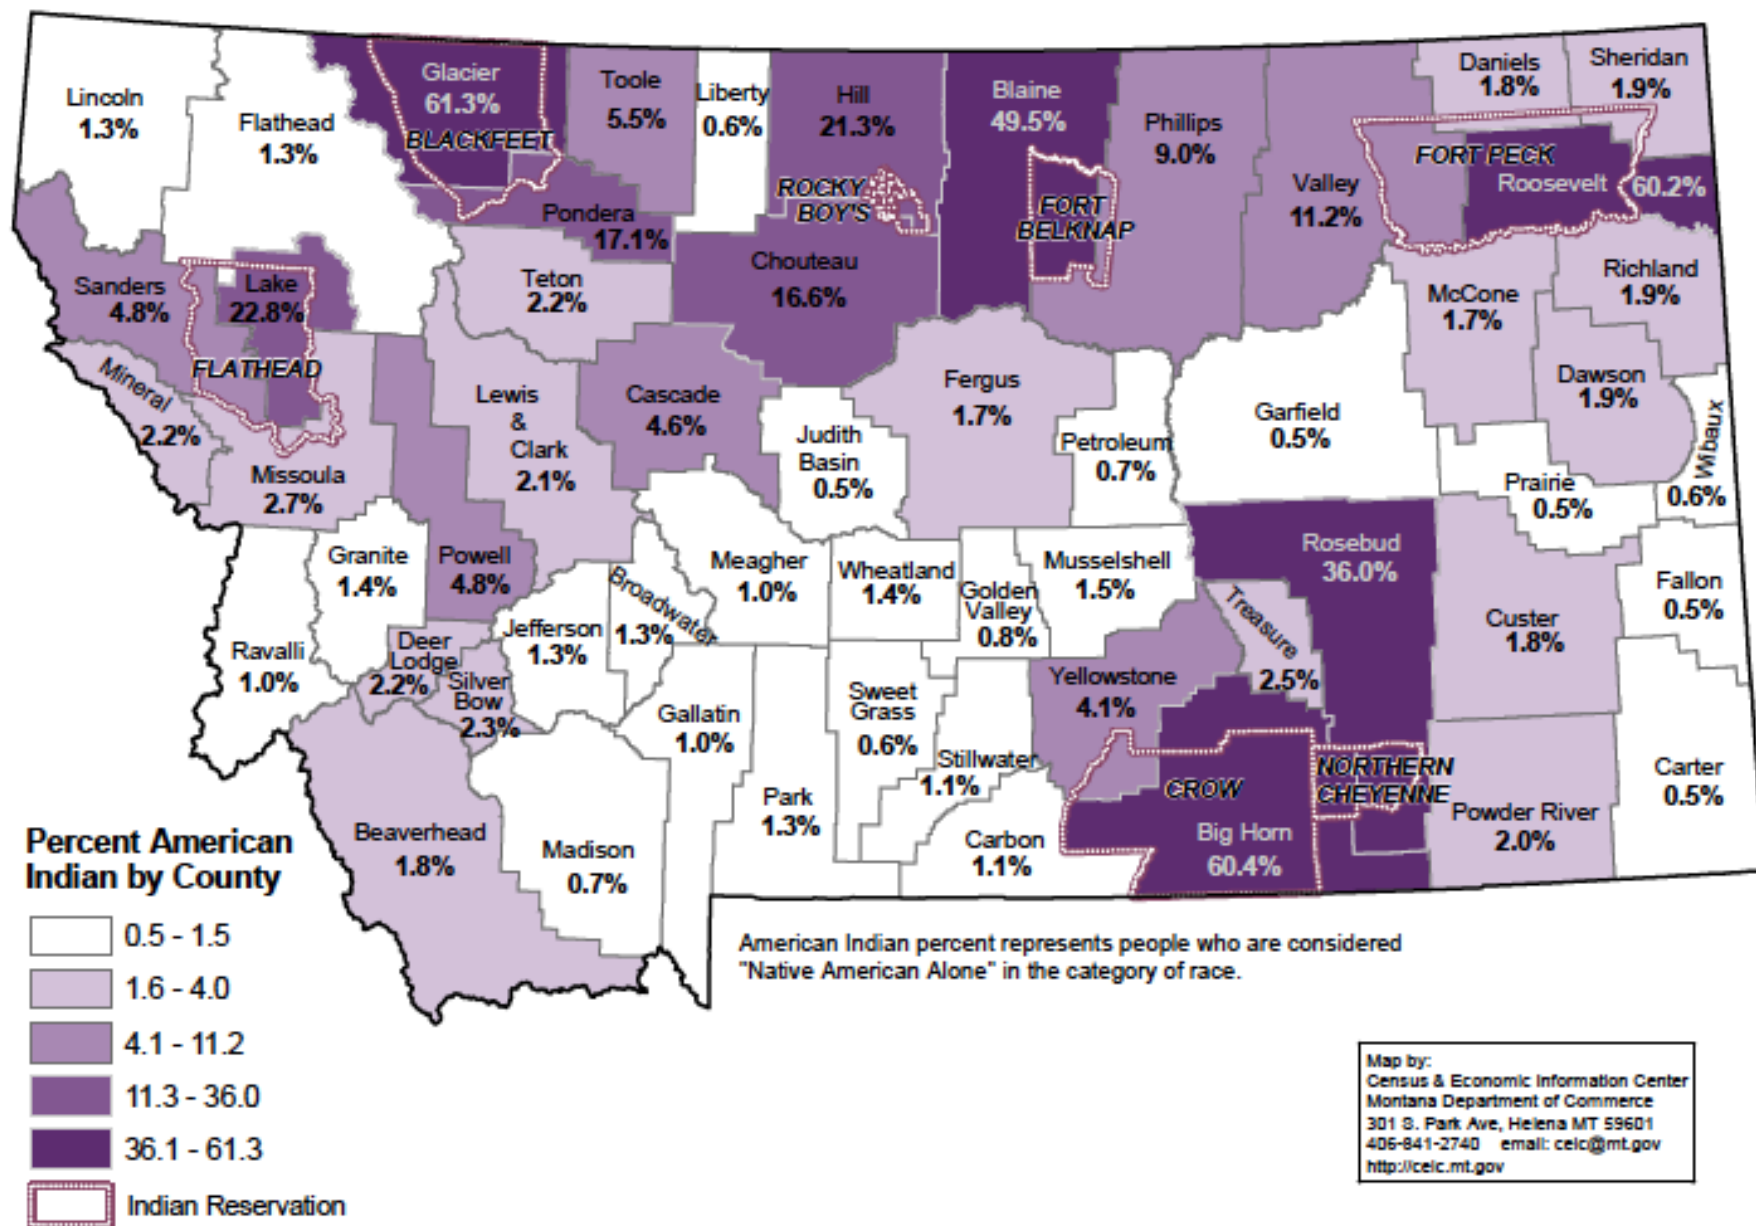 Lincoln
1.3%
Flathead
1.3%
Glacier
61.3%
BLACKFEET
Toole
5.5%
Liberty
0.6%
Hill
21.3%
ROCKY
BOY'S
Blaine
49.5%
FORT
BELKNAP
Phillips
9.0%
Valley
11.2%
Daniels
1.8%
Sheridan
1.9%
FORT PECK
Roosevelt 60.2%
Pondera
17.1%
Chouteau
16.6%
Teton
2.2%
Sanders
4.8%
Lake
22.8%
FLATHEAD
Mineral
2.2%
Missoula
2.7%
Lewis
&
Clark
2.1%
Cascade
4.6%
Judith
Basin
0.5%
Fergus
1.7%
Petroleum
0.7%
Garfield
0.5%
McCone
1.7%
Richland
1.9%
Dawson
1.9%
Wibaux
0.6%
Prairie
0.5%
Ravalli
1.0%
Granite
1.4%
Powell
4.8%
Deer
Lodge
2.2%
Silver
Bow
2.3%
Jefferson
1.3%
Broadwater
1.3%
Meagher
1.0%
Wheatland
1.4%
Golden
Valley
0.8%
Musselshell
1.5%
Rosebud
36.0%
Treasure
2.5%
Custer
1.8%
Fallon
0.5%
Yellowstone
4.1%
Gallatin
1.0%
Park
1.3%
Sweet
Grass
0.6%
Stillwater
1.1%
Carbon
1.1%
CROW
Big Horn
60.4%
NORTHERN
CHEYENNE
Powder River
2.0%
Carter
0.5%
Beaverhead
1.8%
Madison
0.7%
Percent American
Indian by County
0.5 - 1.5
1.6 - 4.0
4.1 - 11.2
11.3 - 36.0
36.1 - 61.3
Indian Reservation
American Indian percent represents people who are considered
"Native American Alone" in the category of race.
Map by:
Census & Economic Information Center
Montana Department of Commerce
301 S. Park Ave, Helena MT 59601
406-841-2740 email: ceic@mt.gov
http://ceic.mt.gov